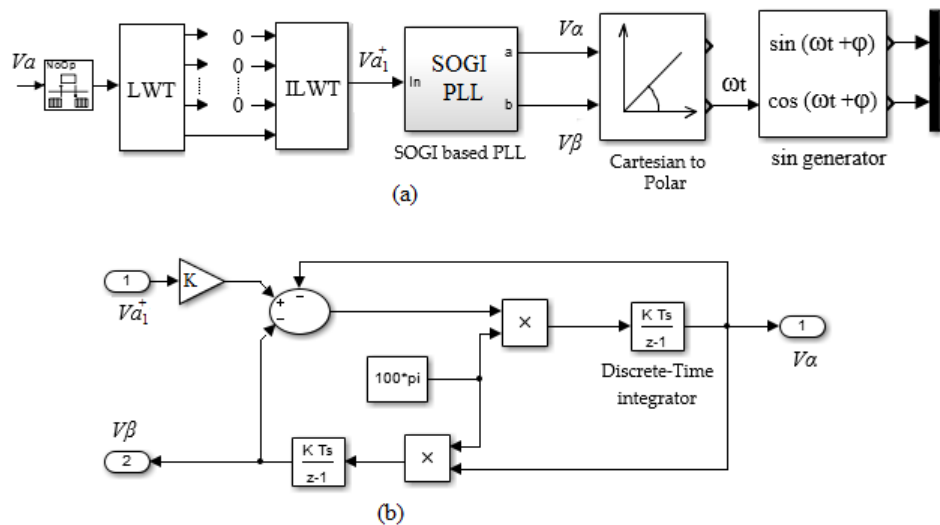 Va
NoOp
LWT
0
0
0
ILWT
Va₁⁺
In
SOGI
PLL
a
b
SOGI based PLL
Vα
Vβ
Cartesian to
Polar
ωt
sin (ωt +φ)
cos (ωt +φ)
sin generator
(a)
1
Va₁⁺
K
+
−
−
×
100*pi
K Ts
z-1
Discrete-Time
integrator
1
Vα
Vβ
2
K Ts
z-1
×
(b)